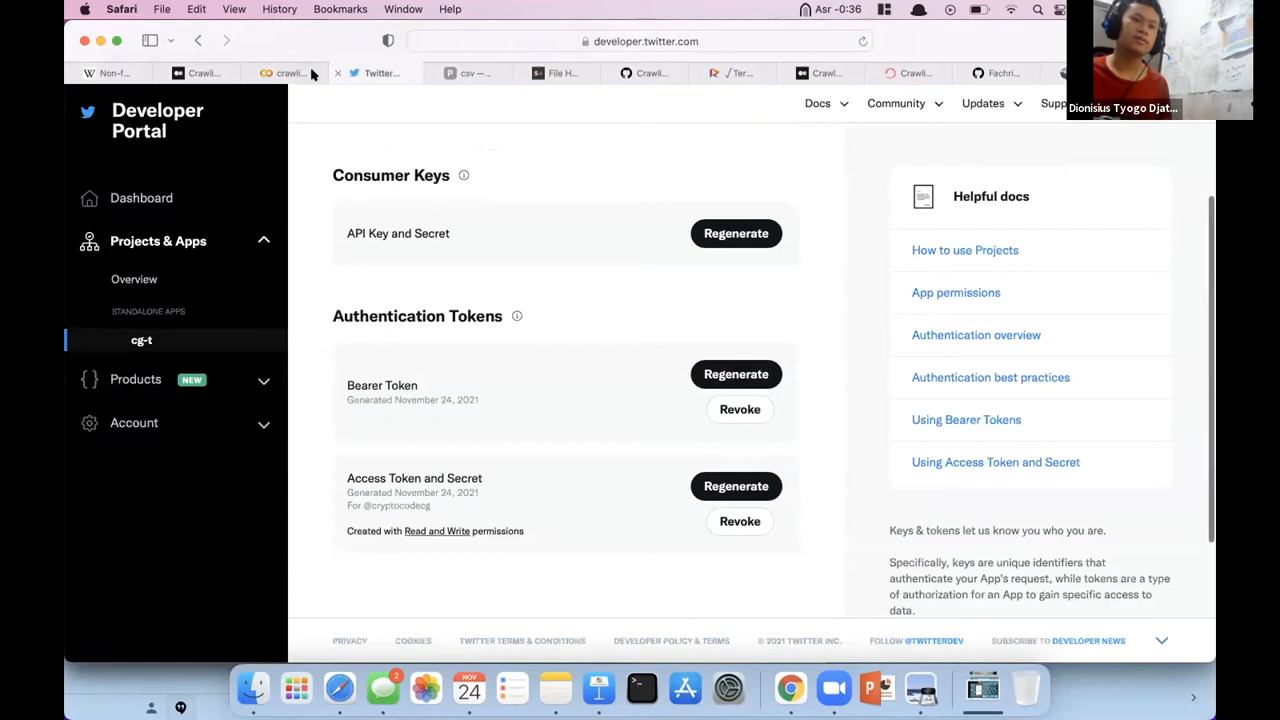 Safari File Edit View History Bookmarks Window Help Asr -0:36
developer.twitter.com
Non-f... Crawli... crawli... Twitter... csv —... File H... Crawli... √ Ter... Crawl... Crawli... Fachri...
Developer
Portal
Docs Community Updates Supp
Dionisius Tyogo Djat...
Dashboard
Projects & Apps
Overview
STANDALONE APPS
cg-t
Products NEW
Account
Consumer Keys
API Key and Secret Regenerate
Authentication Tokens
Bearer Token
Generated November 24, 2021
Regenerate
Revoke
Access Token and Secret
Generated November 24, 2021
For @cryptocodecg
Created with Read and Write permissions
Regenerate
Revoke
Helpful docs
How to use Projects
App permissions
Authentication overview
Authentication best practices
Using Bearer Tokens
Using Access Token and Secret
Keys & tokens let us know you who you are.
Specifically, keys are unique identifiers that
authenticate your App's request, while tokens are a type
of authorization for an App to gain specific access to
data.
PRIVACY COOKIES TWITTER TERMS & CONDITIONS DEVELOPER POLICY & TERMS © 2021 TWITTER INC. FOLLOW @TWITTERDEV SUBSCRIBE TO DEVELOPER NEWS
2
NOV
24